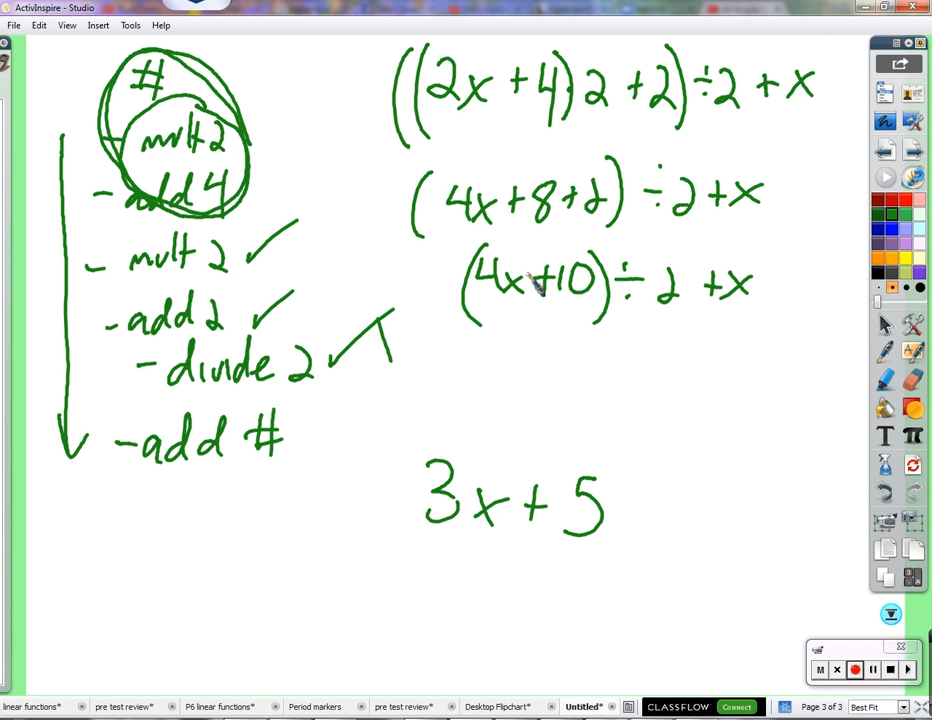 ActivInspire - Studio
File Edit View Insert Tools Help
#
- mult 2
- add 4
- mult 2 ✓
- add 2 ✓
- divide 2 ✓
- add #
((2x + 4)·2 + 2) ÷ 2 + x
(4x + 8 + 2) ÷ 2 + x
(4x + 10) ÷ 2 + x
3x + 5
T π
M
linear functions* pre test review* P6 linear functions* Period markers pre test review* Desktop Flipchart* Untitled* CLASSFLOW Connect Page 3 of 3 Best Fit